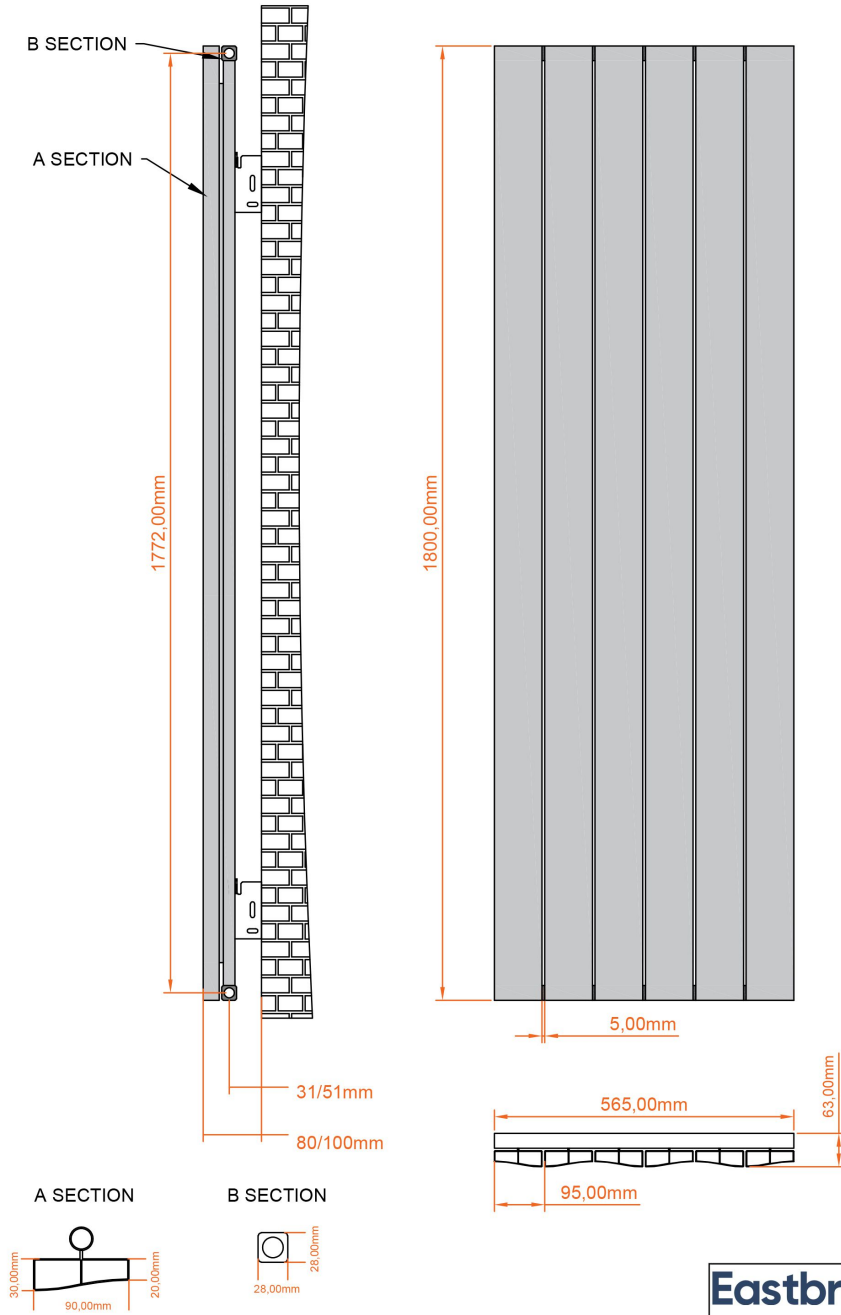 B SECTION
A SECTION
1772,00mm
1800,00mm
5,00mm
31/51mm
80/100mm
565,00mm
63,00mm
95,00mm
A SECTION
B SECTION
30,00mm
20,00mm
90,00mm
28,00mm
28,00mm
Eastbr